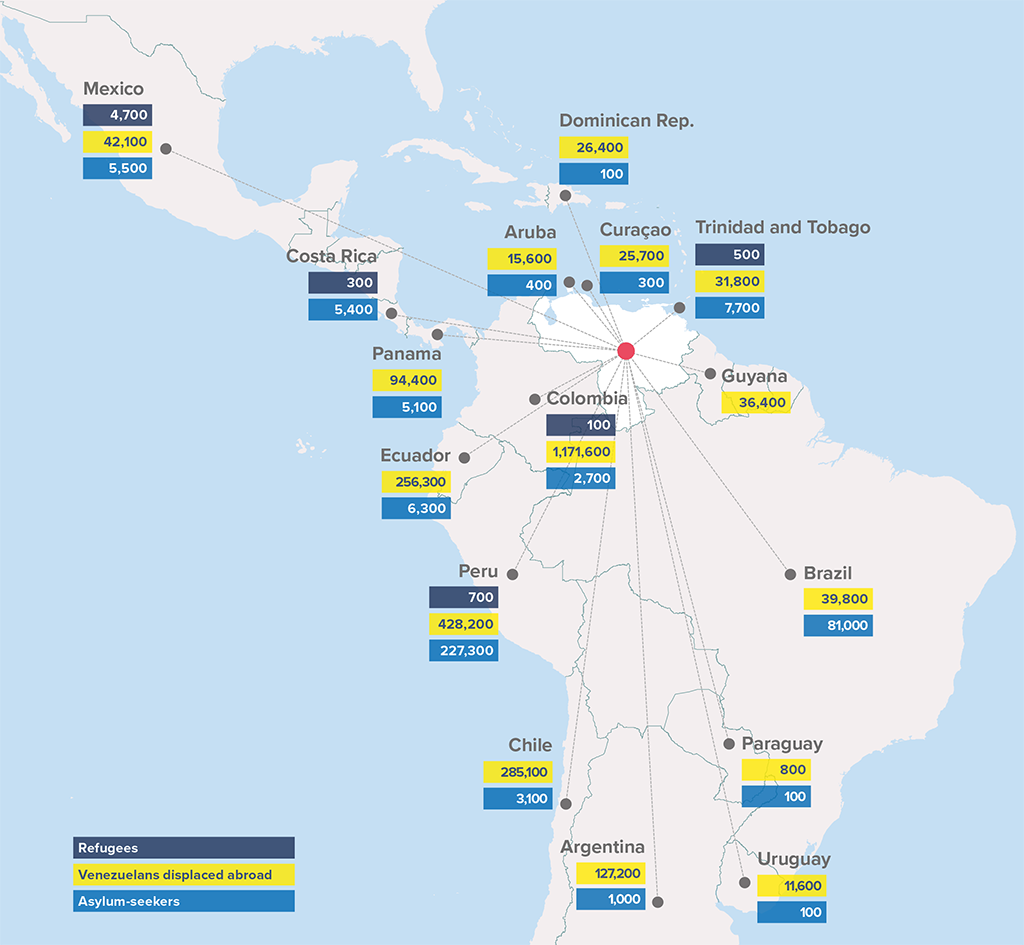 Mexico
4,700
42,100
5,500
Dominican Rep.
26,400
100
Aruba
15,600
400
Curaçao
25,700
300
Trinidad and Tobago
500
31,800
7,700
Costa Rica
300
5,400
Panama
94,400
5,100
Guyana
36,400
Colombia
100
1,171,600
2,700
Ecuador
256,300
6,300
Peru
700
428,200
227,300
Brazil
39,800
81,000
Chile
285,100
3,100
Paraguay
800
100
Argentina
127,200
1,000
Uruguay
11,600
100
Refugees
Venezuelans displaced abroad
Asylum-seekers